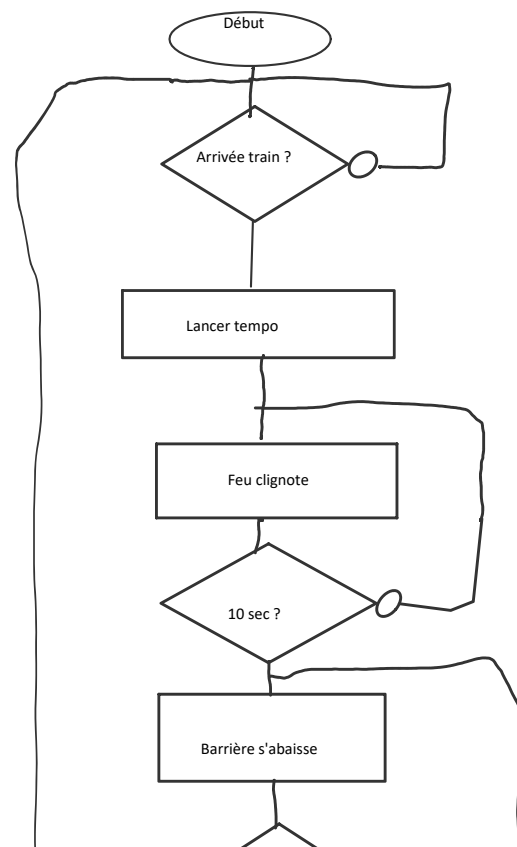 Début
Arrivée train ?
Lancer tempo
Feu clignote
10 sec ?
Barrière s'abaisse